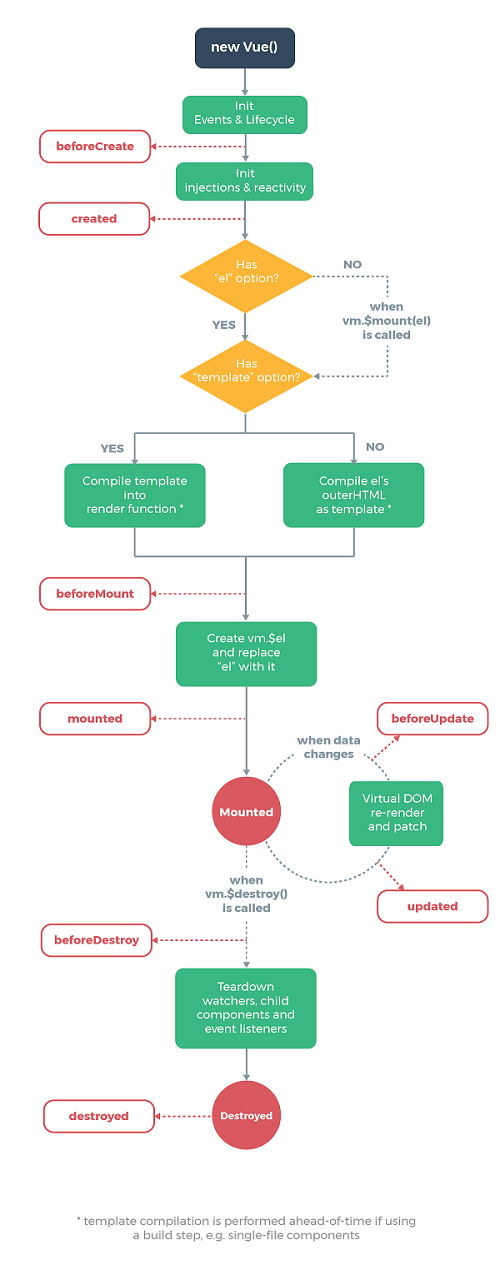 new Vue()
Init
Events & Lifecycle
beforeCreate
Init
injections & reactivity
created
Has
"el" option?
NO
when
vm.$mount(el)
is called
YES
Has
"template" option?
YES
NO
Compile template
into
render function *
Compile el's
outerHTML
as template *
beforeMount
Create vm.$el
and replace
"el" with it
mounted
beforeUpdate
when data
changes
Mounted
Virtual DOM
re-render
and patch
when
vm.$destroy()
is called
updated
beforeDestroy
Teardown
watchers, child
components and
event listeners
destroyed
Destroyed
* template compilation is performed ahead-of-time if using
a build step, e.g. single-file components